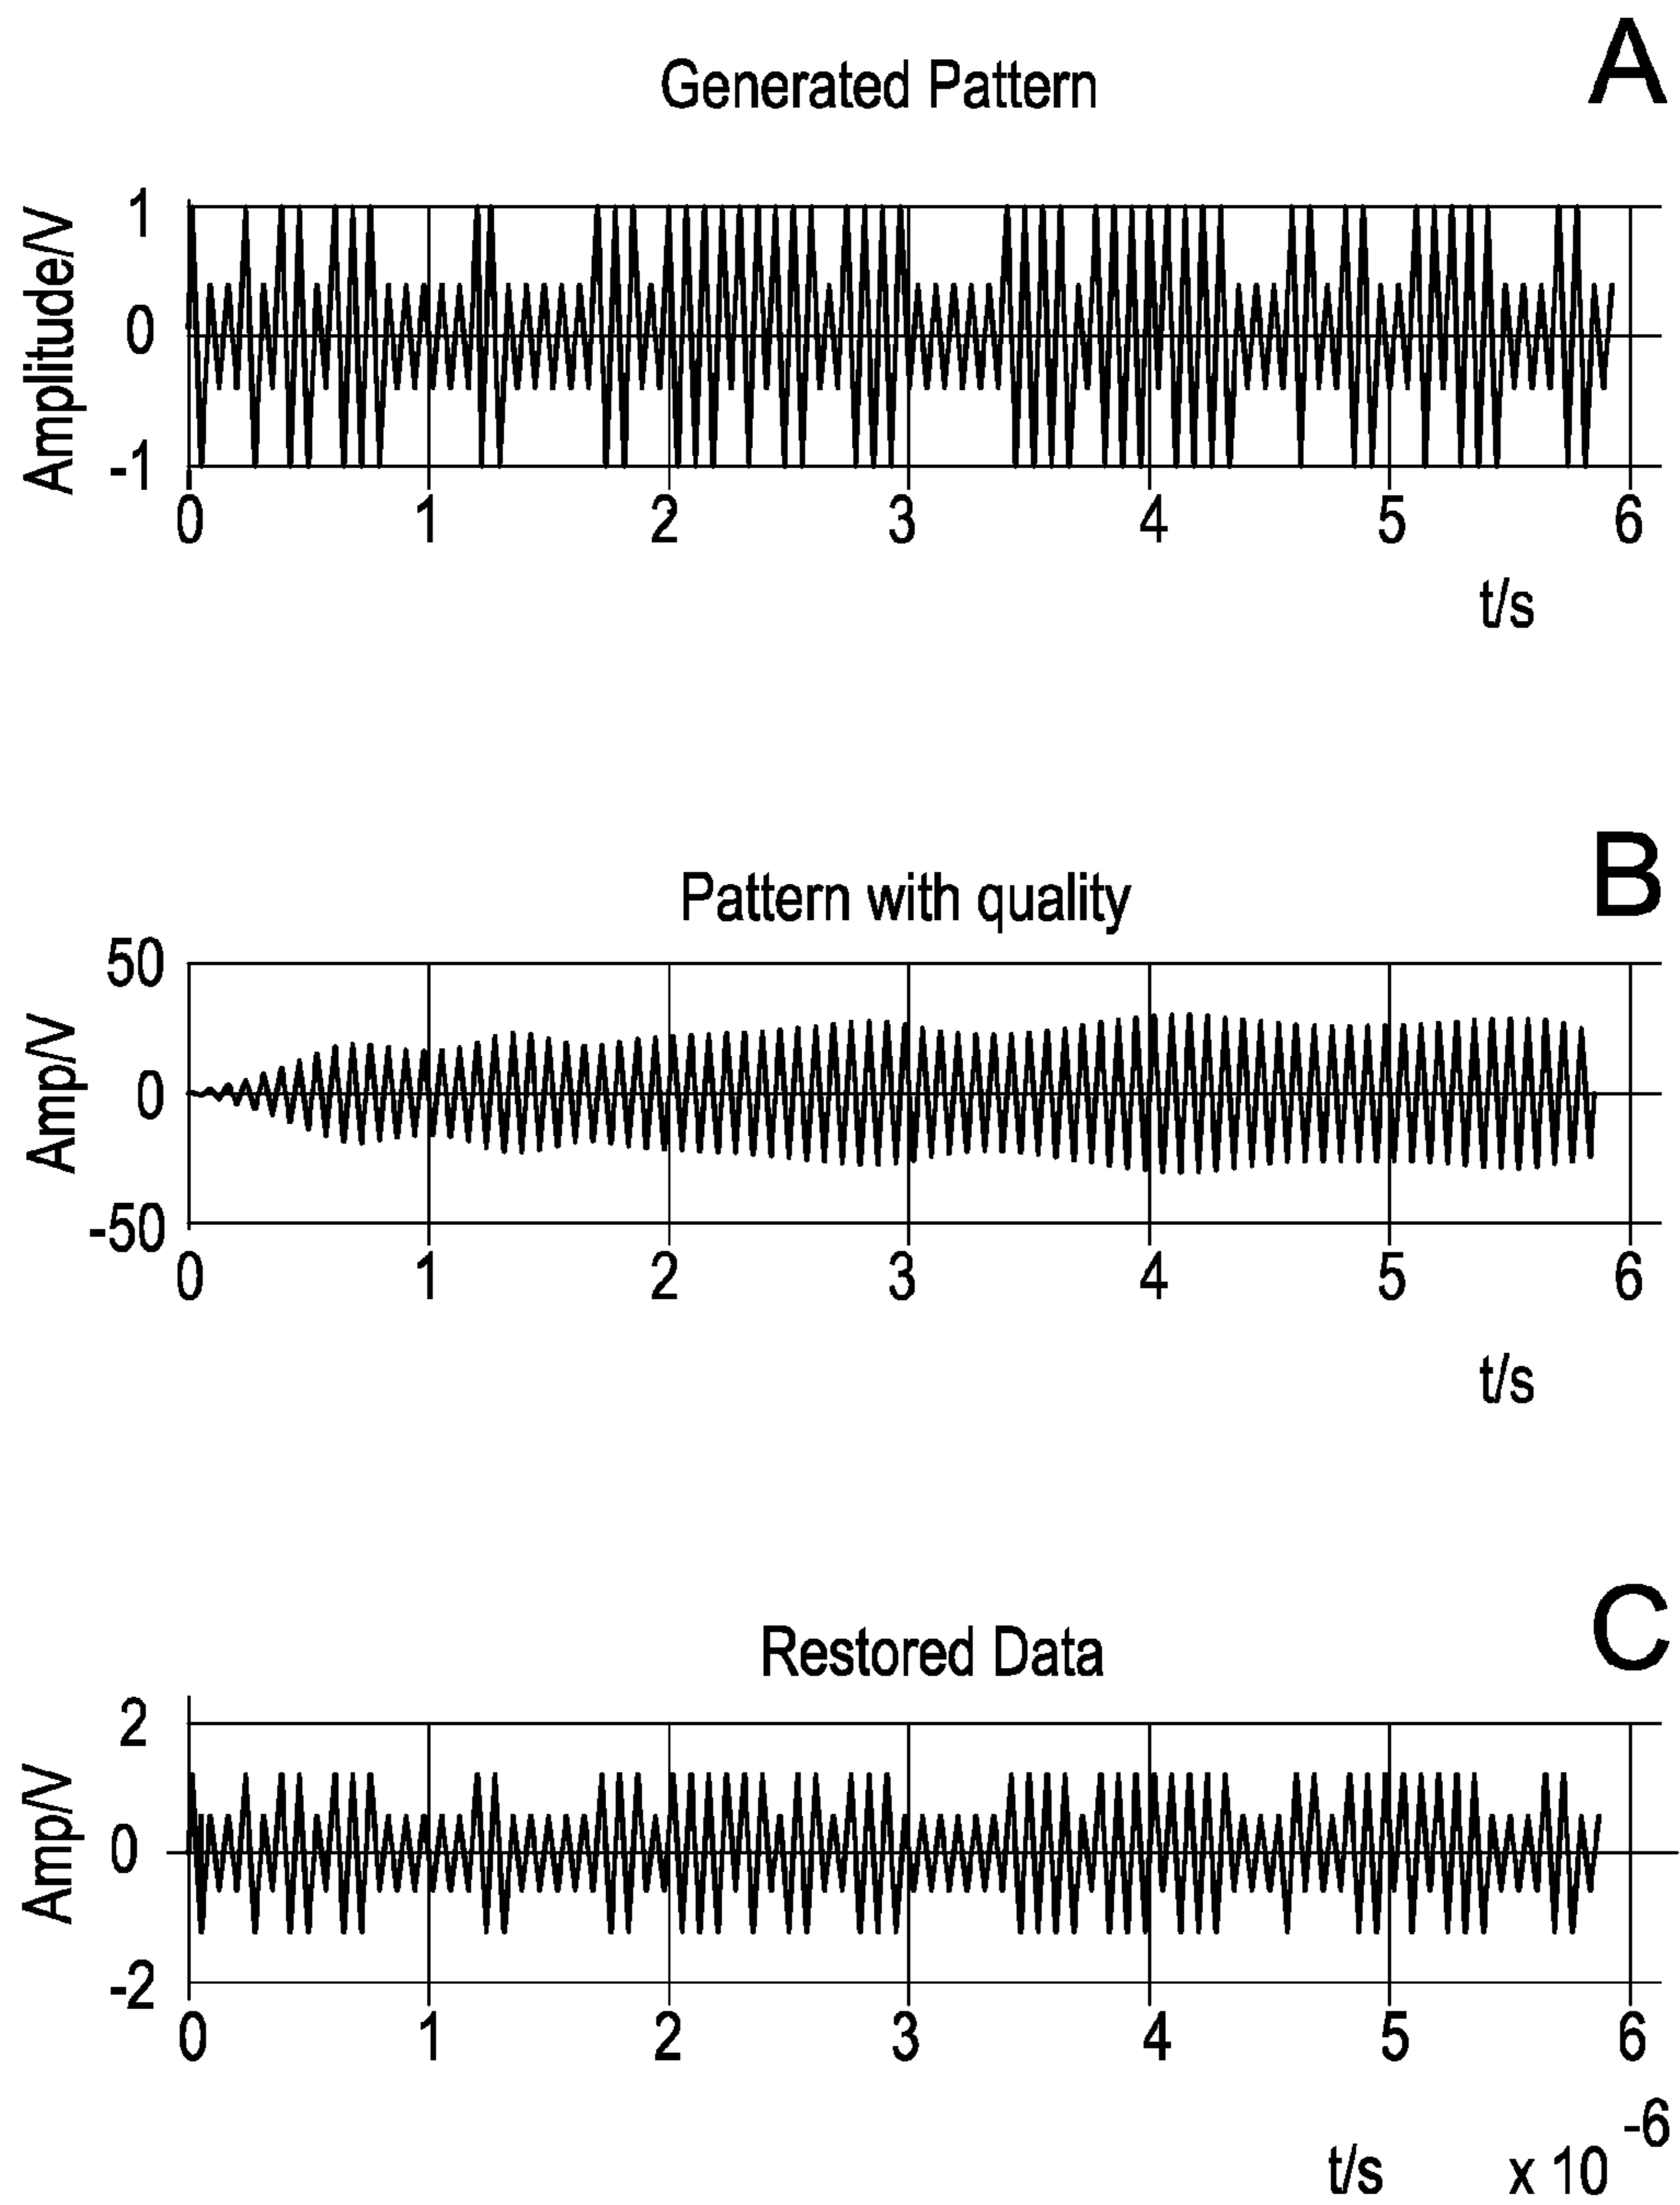 A
Generated Pattern
Amplitude/V
1
0
-1
0 1 2 3 4 5 6
t/s
B
Pattern with quality
Amp/V
50
0
-50
0 1 2 3 4 5 6
t/s
C
Restored Data
Amp/V
2
0
-2
0 1 2 3 4 5 6
t/s x 10 -6